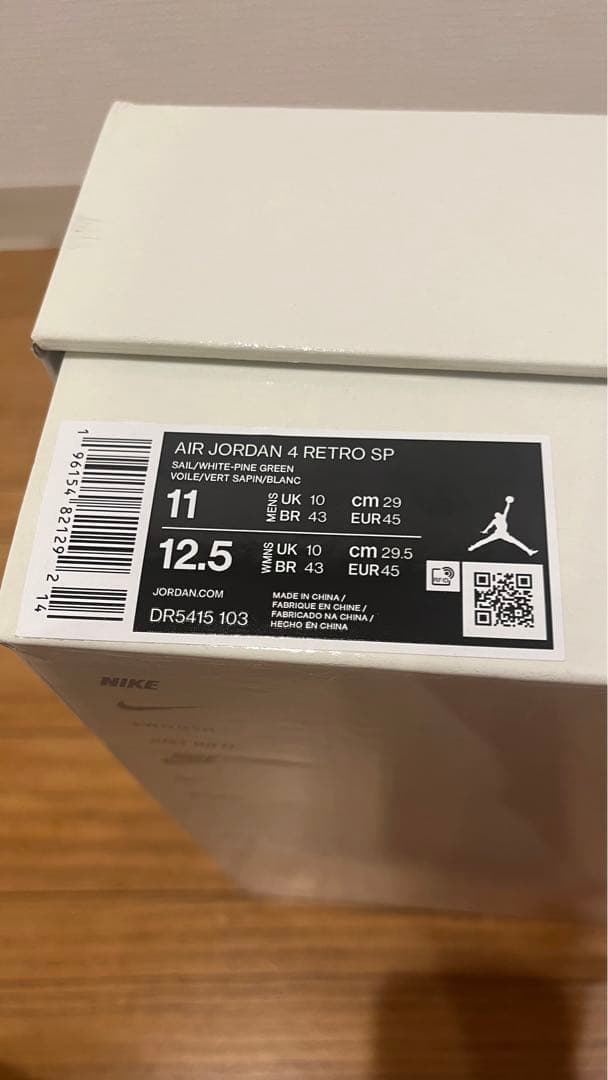 AIR JORDAN 4 RETRO SP
SAIL/WHITE-PINE GREEN
VOILE/VERT SAPIN/BLANC
11 MENS UK 10 cm 29
BR 43 EUR 45
12.5 WMNS UK 10 cm 29.5
BR 43 EUR 45
JORDAN.COM
DR5415 103
MADE IN CHINA /
FABRIQUE EN CHINE /
FABRICADO NA CHINA /
HECHO EN CHINA
RFID
1 96154 82129 2 14
NIKE